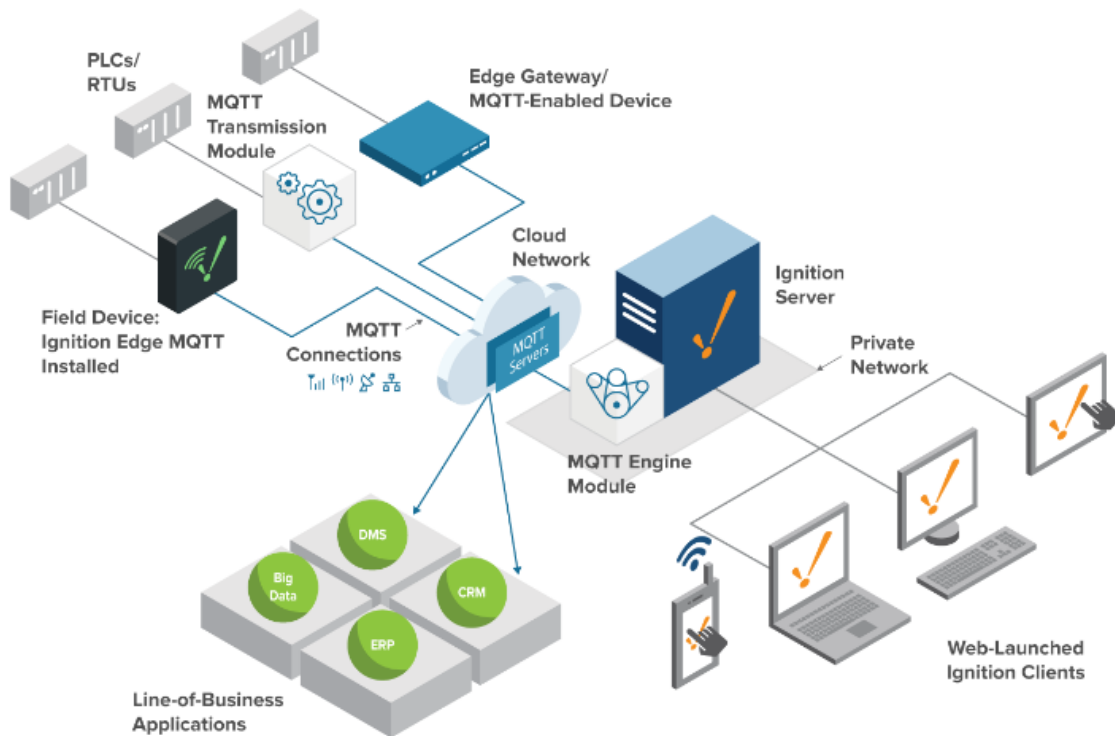 PLCs/
RTUs
MQTT
Transmission
Module
Edge Gateway/
MQTT-Enabled Device
Cloud
Network
Ignition
Server
Field Device:
Ignition Edge MQTT
Installed
MQTT
Connections
MQTT
Servers
Private
Network
MQTT Engine
Module
DMS
Big
Data
CRM
ERP
Line-of-Business
Applications
Web-Launched
Ignition Clients